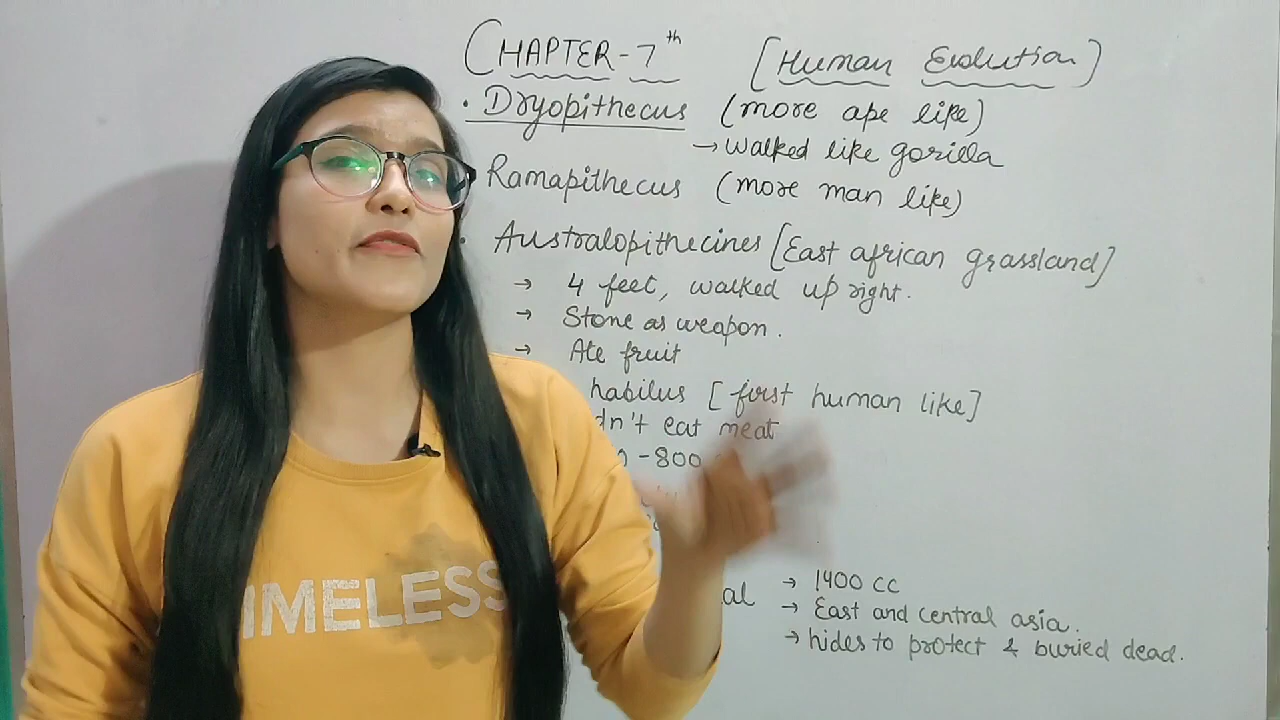 CHAPTER-7th [Human Evolution]
• Dryopithecus (more ape like)
→ walked like gorilla
Ramapithecus (more man like)
• Australopithecines [East african grassland]
→ 4 feet, walked up right.
→ Stone as weapon.
→ Ate fruit
habilus [first human like]
dn't eat meat
-800
al → 1400 cc
→ East and central asia.
→ hides to protect & buried dead.
IMELESS